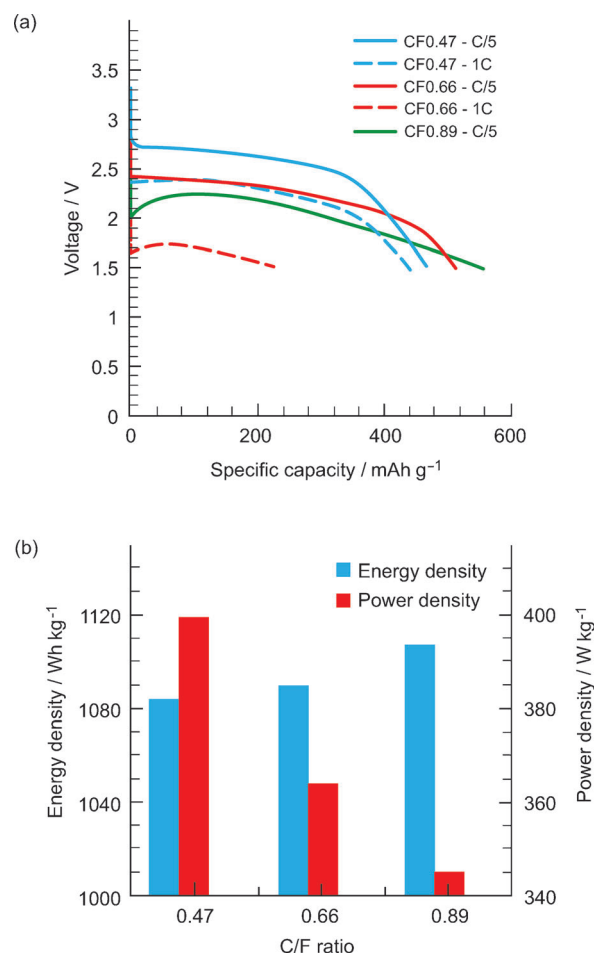 (a)
CF0.47 - C/5
CF0.47 - 1C
CF0.66 - C/5
CF0.66 - 1C
CF0.89 - C/5
3.5
3
2.5
2
1.5
1
0.5
0
Voltage / V
0 200 400 600
Specific capacity / mAh g⁻¹
(b)
Energy density
Power density
1120
1080
1040
1000
Energy density / Wh kg⁻¹
400
380
360
340
Power density / W kg⁻¹
0.47 0.66 0.89
C/F ratio